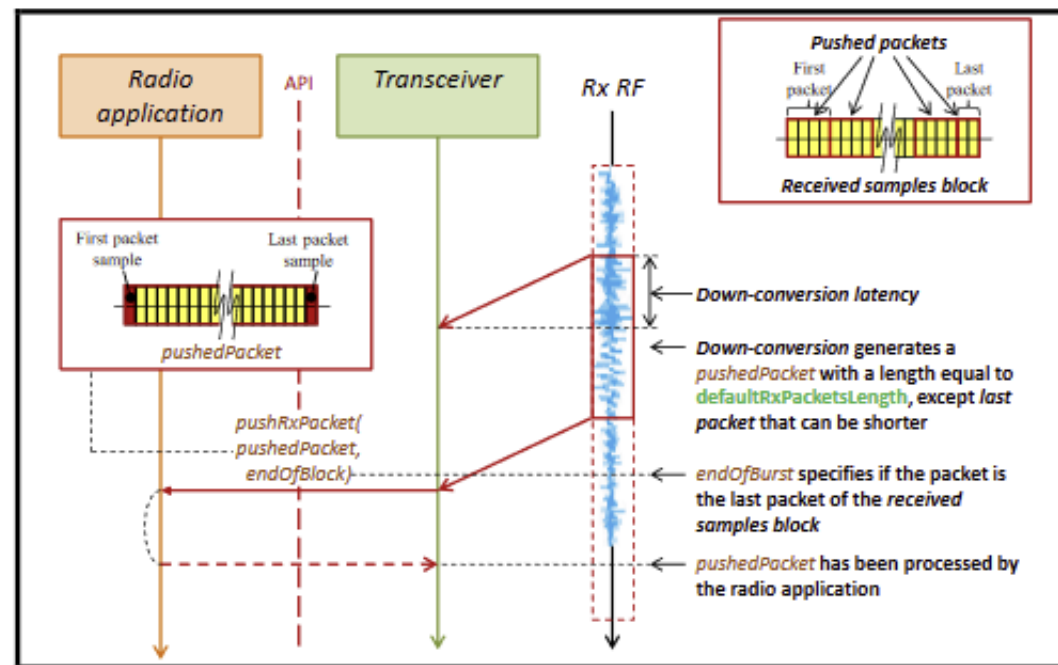 Radio
application
API
Transceiver
Rx RF
Pushed packets
First
packet
Last
packet
Received samples block
First packet
sample
Last packet
sample
pushedPacket
Down-conversion latency
Down-conversion generates a
pushedPacket with a length equal to
defaultRxPacketsLength, except last
packet that can be shorter
pushRxPacket(
pushedPacket,
endOfBlock)
endOfBurst specifies if the packet is
the last packet of the received
samples block
pushedPacket has been processed by
the radio application